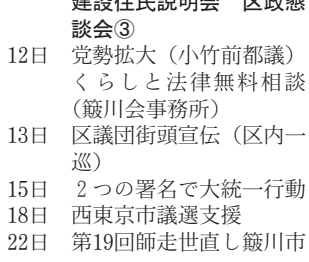 建設住民説明会　区政懇
談会③
12日　党勢拡大（小竹前都議）
くらしと法律無料相談
（簸川会事務所）
13日　区議団街頭宣伝（区内一
巡）
15日　２つの署名で大統一行動
18日　西東京市議選支援
22日　第19回師走世直し簸川市